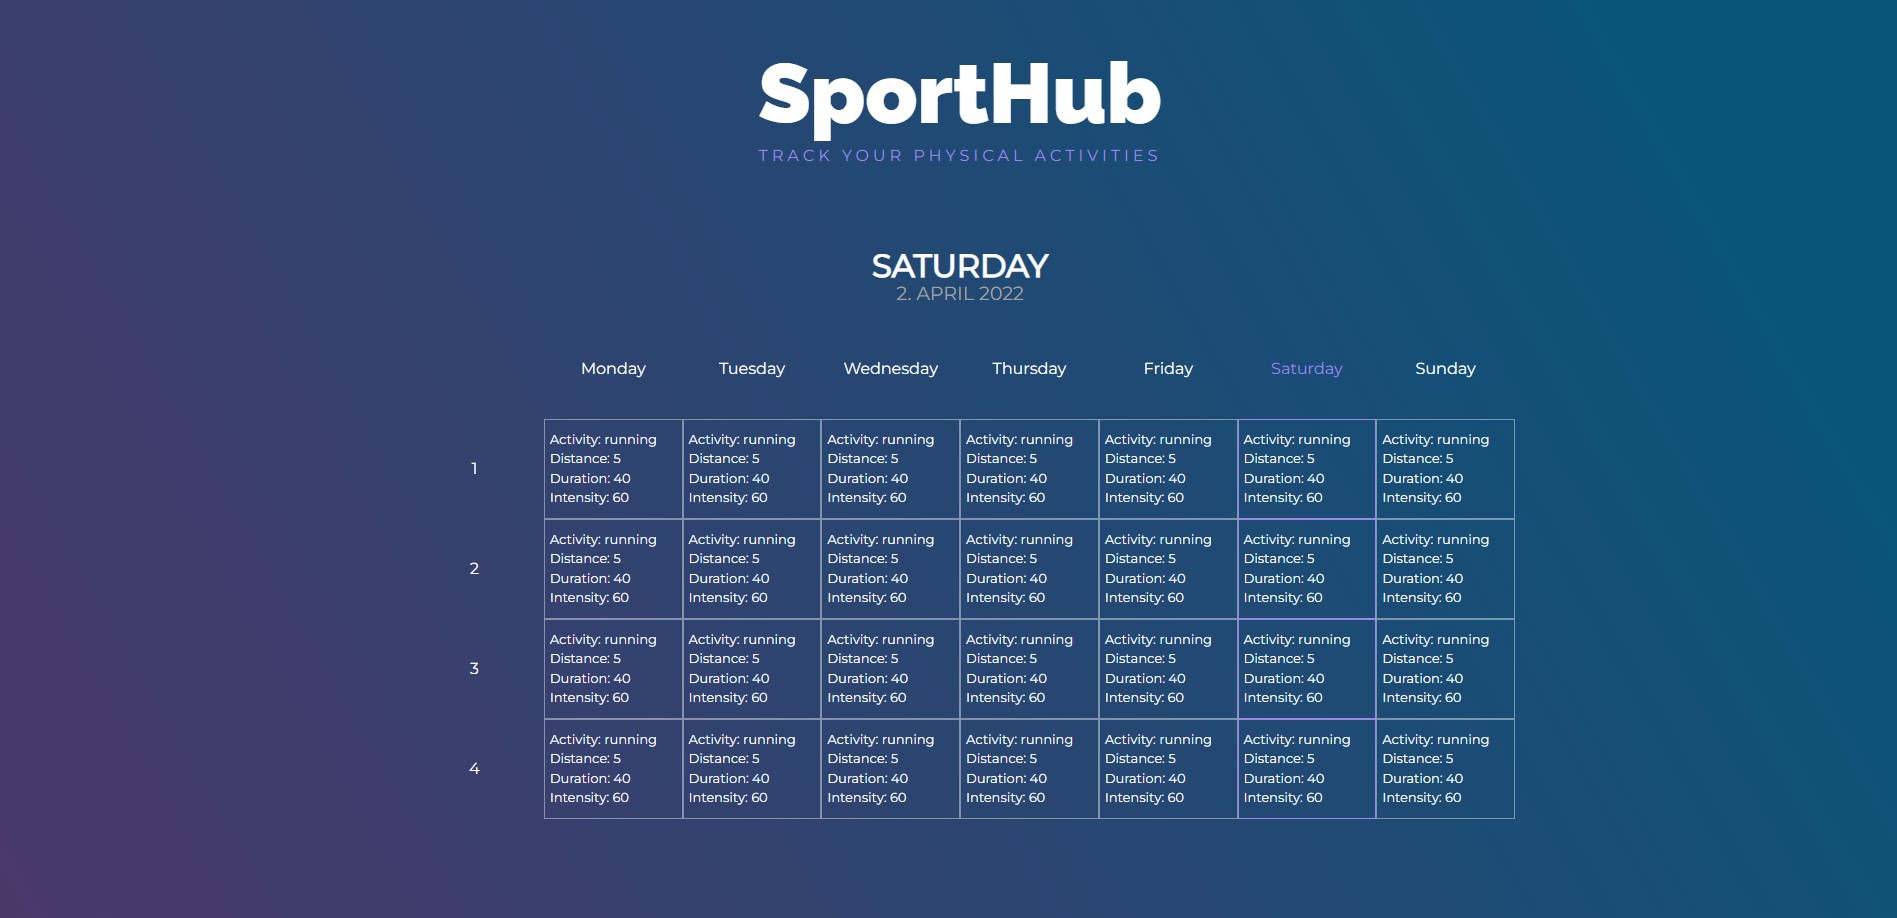 SportHub
TRACK YOUR PHYSICAL ACTIVITIES
SATURDAY
2. APRIL 2022
Monday Tuesday Wednesday Thursday Friday Saturday Sunday
Activity: running Activity: running Activity: running Activity: running Activity: running Activity: running Activity: running
Distance: 5 Distance: 5 Distance: 5 Distance: 5 Distance: 5 Distance: 5 Distance: 5
1
Duration: 40 Duration: 40 Duration: 40 Duration: 40 Duration: 40 Duration: 40 Duration: 40
Intensity: 60 Intensity: 60 Intensity: 60 Intensity: 60 Intensity: 60 Intensity: 60 Intensity: 60
Activity: running Activity: running Activity: running Activity: running Activity: running Activity: running Activity: running
Distance: 5 Distance: 5 Distance: 5 Distance: 5 Distance: 5 Distance: 5 Distance: 5
2
Duration: 40 Duration: 40 Duration: 40 Duration: 40 Duration: 40 Duration: 40 Duration: 40
Intensity: 60 Intensity: 60 Intensity: 60 Intensity: 60 Intensity: 60 Intensity: 60 Intensity: 60
Activity: running Activity: running Activity: running Activity: running Activity: running Activity: running Activity: running
Distance: 5 Distance: 5 Distance: 5 Distance: 5 Distance: 5 Distance: 5 Distance: 5
3
Duration: 40 Duration: 40 Duration: 40 Duration: 40 Duration: 40 Duration: 40 Duration: 40
Intensity: 60 Intensity: 60 Intensity: 60 Intensity: 60 Intensity: 60 Intensity: 60 Intensity: 60
Activity: running Activity: running Activity: running Activity: running Activity: running Activity: running Activity: running
Distance: 5 Distance: 5 Distance: 5 Distance: 5 Distance: 5 Distance: 5 Distance: 5
4
Duration: 40 Duration: 40 Duration: 40 Duration: 40 Duration: 40 Duration: 40 Duration: 40
Intensity: 60 Intensity: 60 Intensity: 60 Intensity: 60 Intensity: 60 Intensity: 60 Intensity: 60